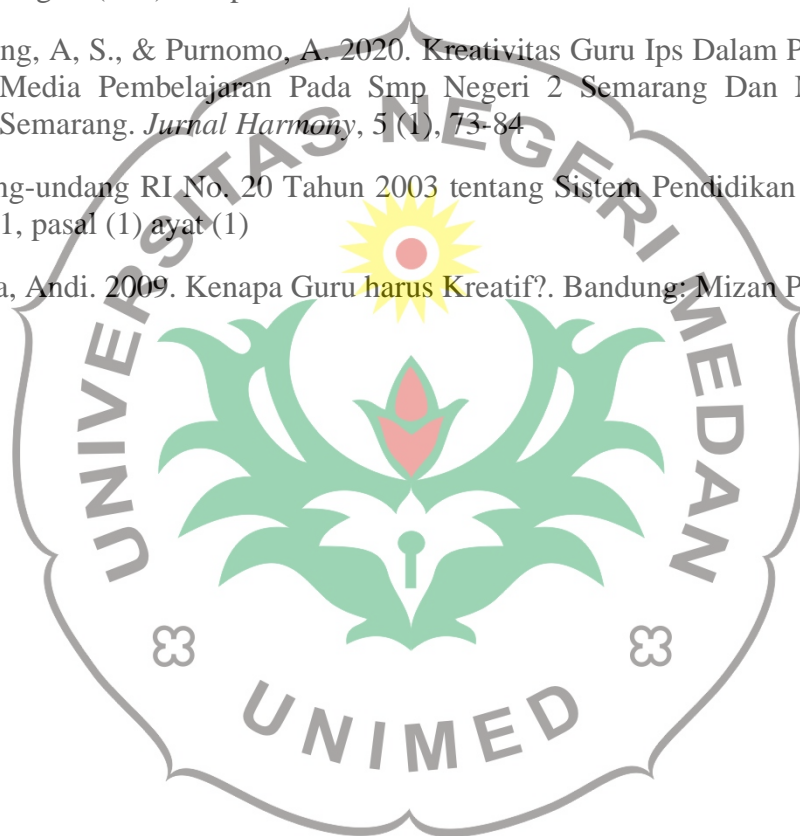 ng, A, S., & Purnomo, A. 2020. Kreativitas Guru Ips Dalam P
Media Pembelajaran Pada Smp Negeri 2 Semarang Dan
Semarang. Jurnal Harmony, 5 (1), 73-84
ng-undang RI No. 20 Tahun 2003 tentang Sistem Pendidikan
1, pasal (1) ayat (1)
a, Andi. 2009. Kenapa Guru harus Kreatif?. Bandung: Mizan P
UNIVERSITAS NEGERI MEDAN
UNIMED